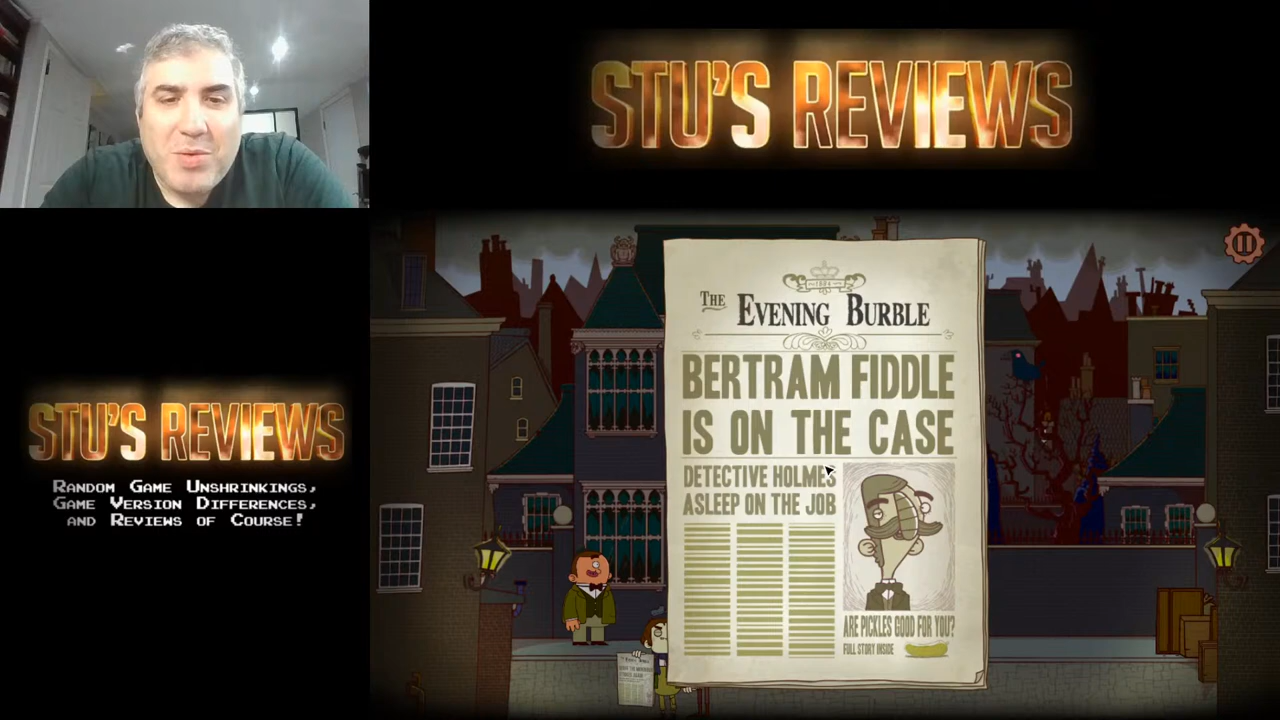 STU'S REVIEWS
STU'S REVIEWS
RANDOM GAME UNSHRINKINGS,
GAME VERSION DIFFERENCES,
AND REVIEWS OF COURSE!
THE EVENING BURBLE
BERTRAM FIDDLE
IS ON THE CASE
DETECTIVE HOLMES
ASLEEP ON THE JOB
ARE PICKLES GOOD FOR YOU?
FULL STORY INSIDE